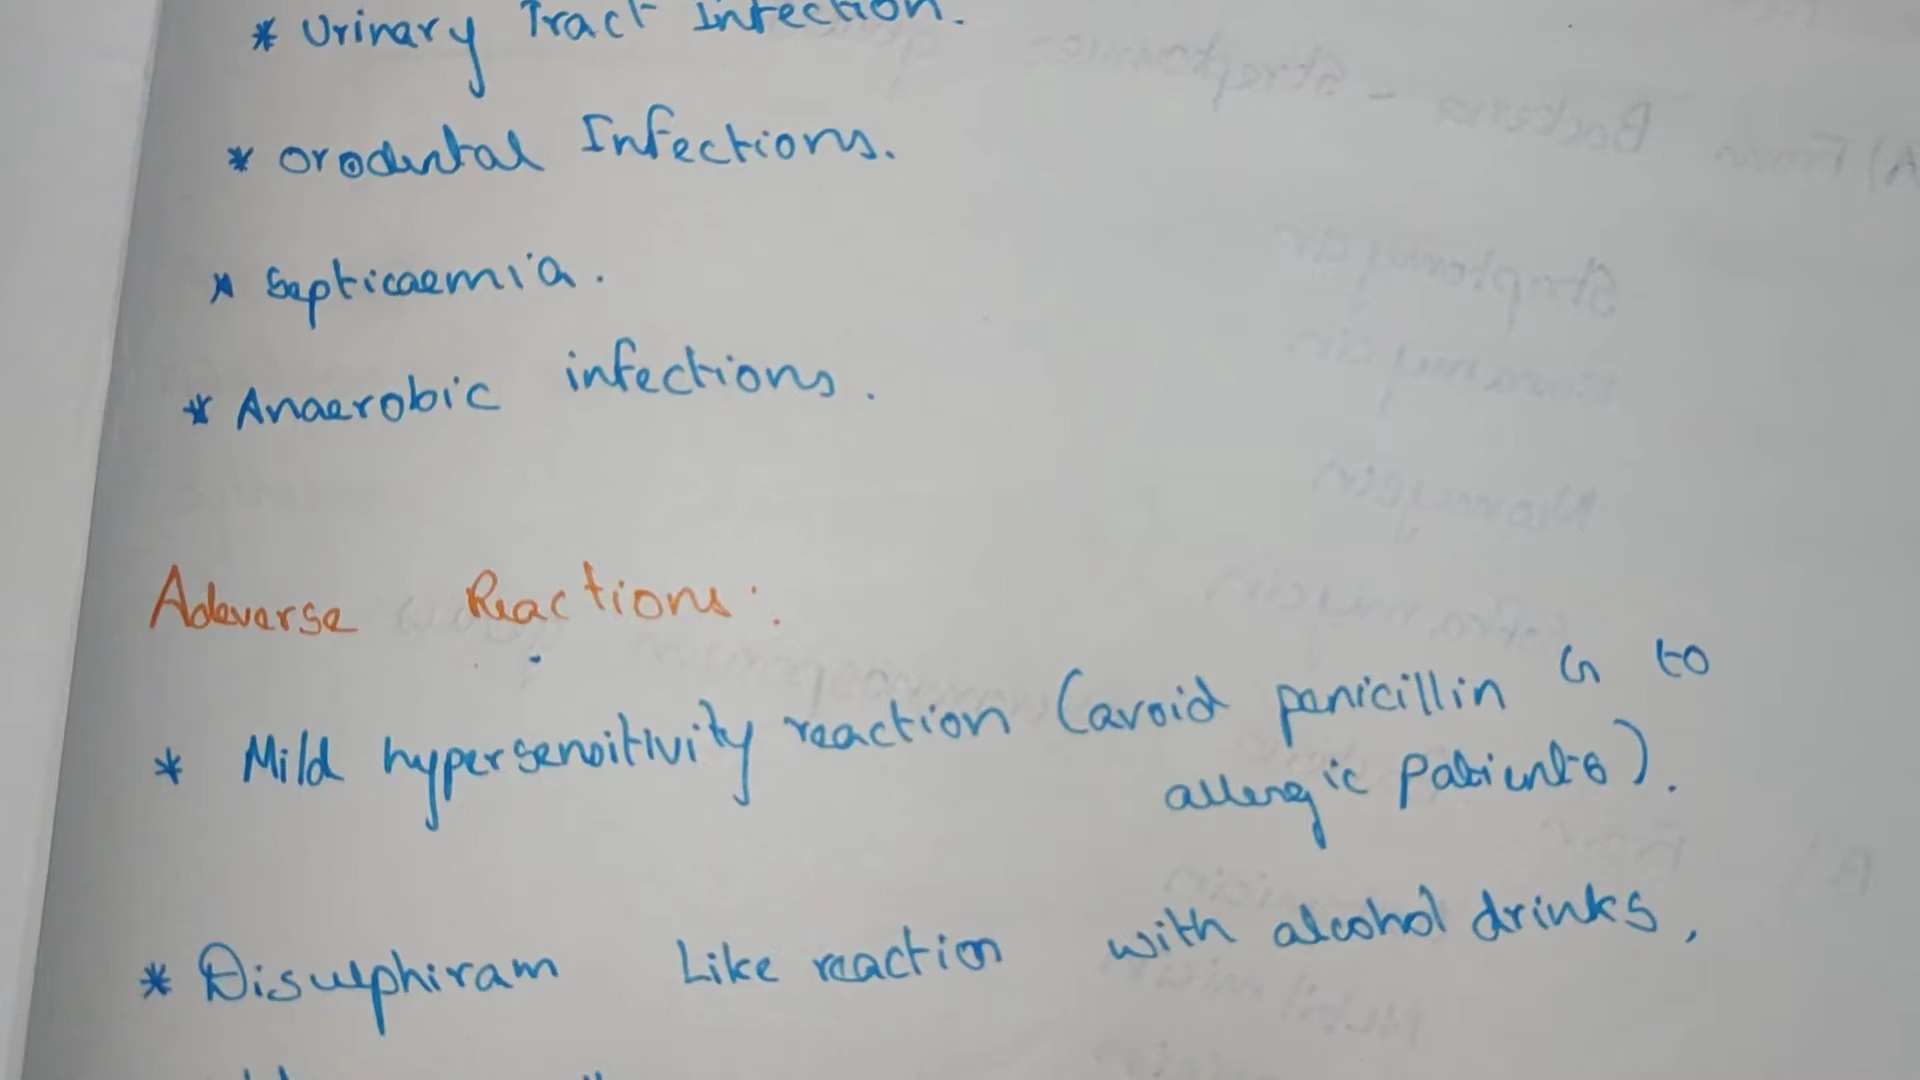 * Urinary Tract Infection.
* Orodental Infections.
* Septicaemia.
* Anaerobic infections.
Adverse Reactions:
* Mild hypersensitivity reaction (avoid penicillin G to
allergic patients).
* Disulphiram Like reaction with alcohol drinks,